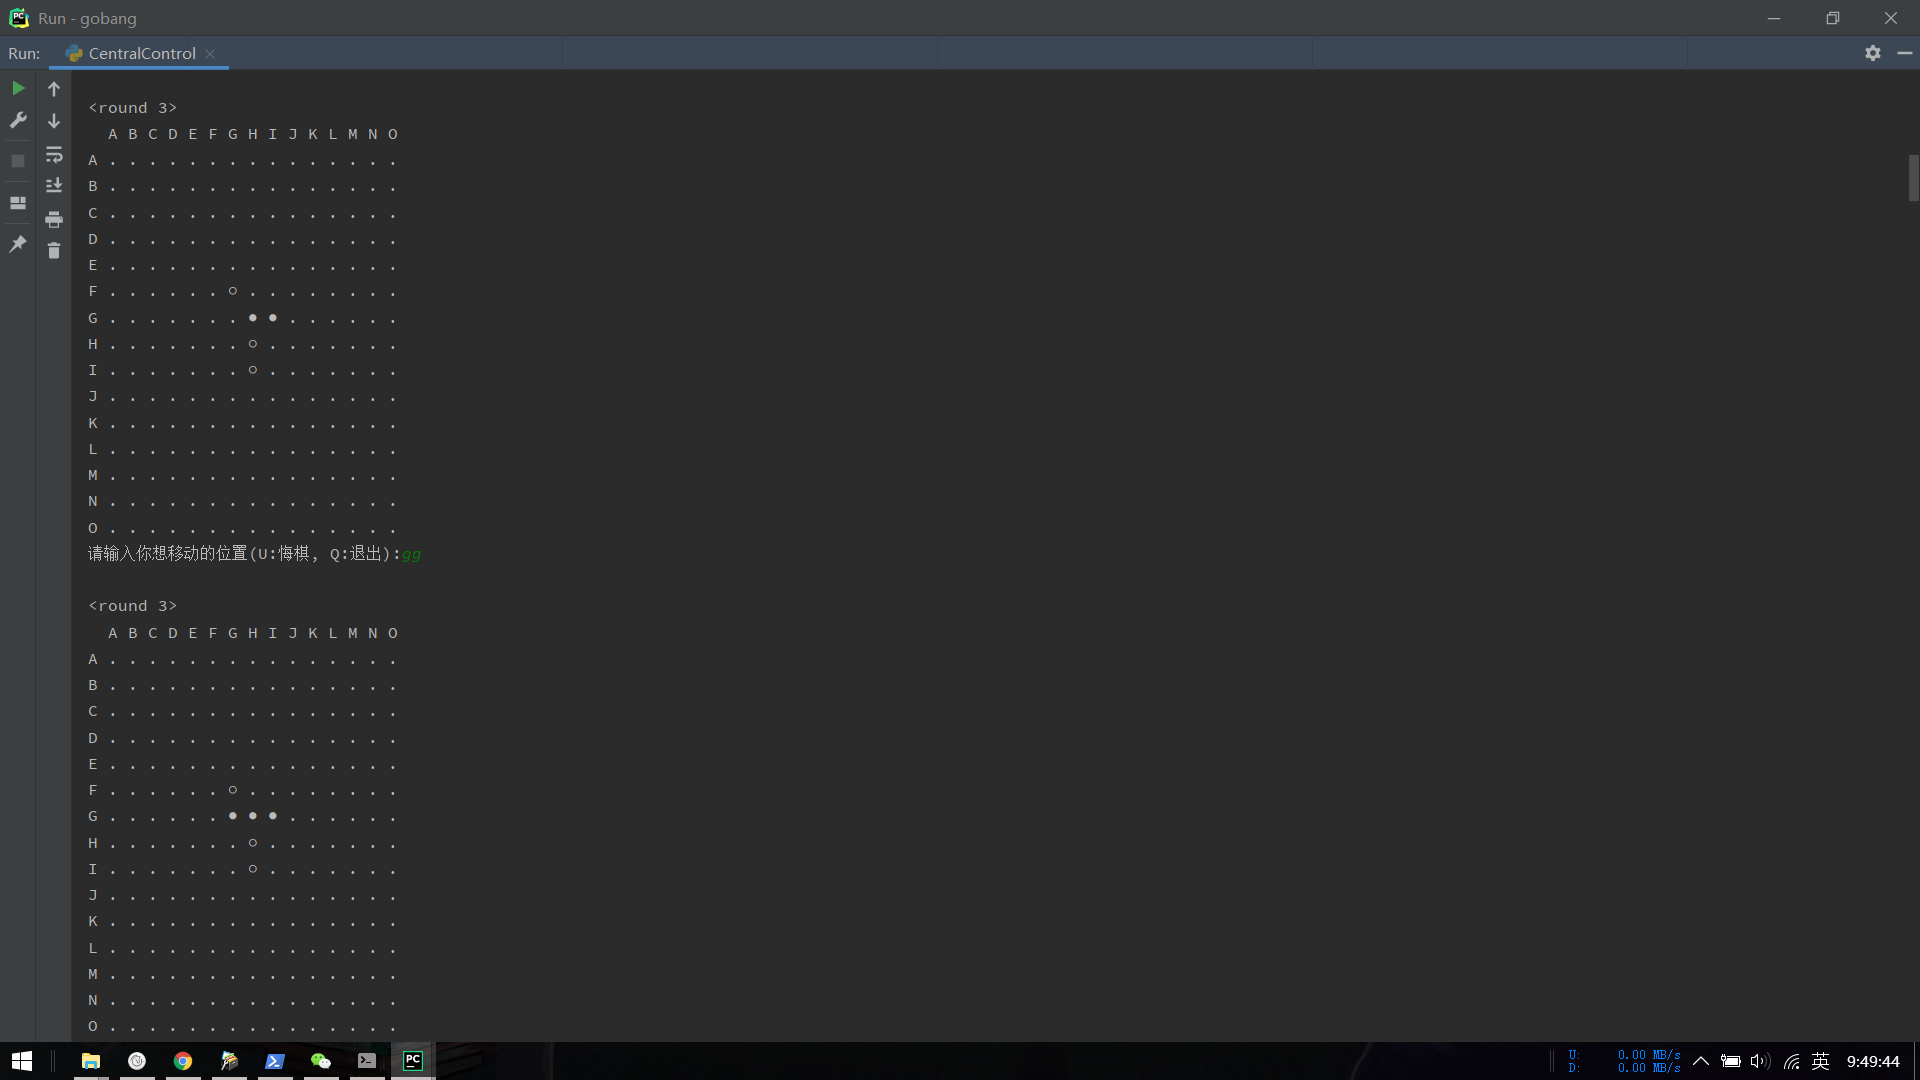 Run - gobang
Run: CentralControl
<round 3>
  A B C D E F G H I J K L M N O
A . . . . . . . . . . . . . . .
B . . . . . . . . . . . . . . .
C . . . . . . . . . . . . . . .
D . . . . . . . . . . . . . . .
E . . . . . . . . . . . . . . .
F . . . . . . ○ . . . . . . . .
G . . . . . . . ● ● . . . . . .
H . . . . . . . ○ . . . . . . .
I . . . . . . . ○ . . . . . . .
J . . . . . . . . . . . . . . .
K . . . . . . . . . . . . . . .
L . . . . . . . . . . . . . . .
M . . . . . . . . . . . . . . .
N . . . . . . . . . . . . . . .
O . . . . . . . . . . . . . . .
请输入你想移动的位置(U:悔棋, Q:退出):gg
<round 3>
  A B C D E F G H I J K L M N O
A . . . . . . . . . . . . . . .
B . . . . . . . . . . . . . . .
C . . . . . . . . . . . . . . .
D . . . . . . . . . . . . . . .
E . . . . . . . . . . . . . . .
F . . . . . . ○ . . . . . . . .
G . . . . . . ● ● ● . . . . . .
H . . . . . . . ○ . . . . . . .
I . . . . . . . ○ . . . . . . .
J . . . . . . . . . . . . . . .
K . . . . . . . . . . . . . . .
L . . . . . . . . . . . . . . .
M . . . . . . . . . . . . . . .
N . . . . . . . . . . . . . . .
O . . . . . . . . . . . . . . .
U: 0.00 MB/s
D: 0.00 MB/s
英
9:49:44